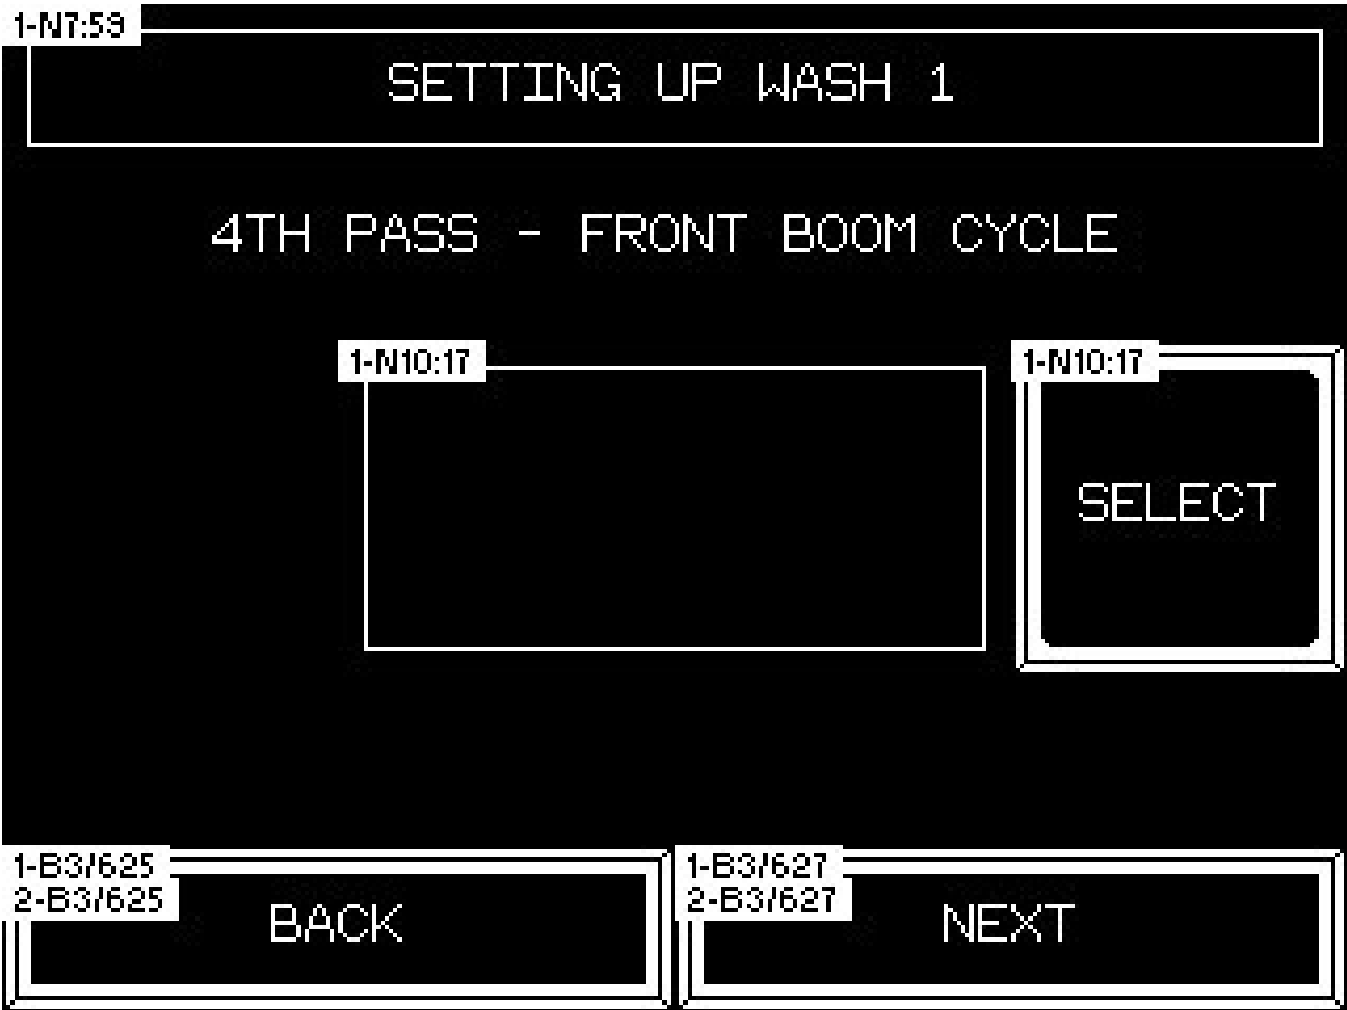 1-N7:59
SETTING UP WASH 1
4TH PASS - FRONT BOOM CYCLE
1-N10:17
1-N10:17
SELECT
1-B3/625
2-B3/625
BACK
1-B3/627
2-B3/627
NEXT